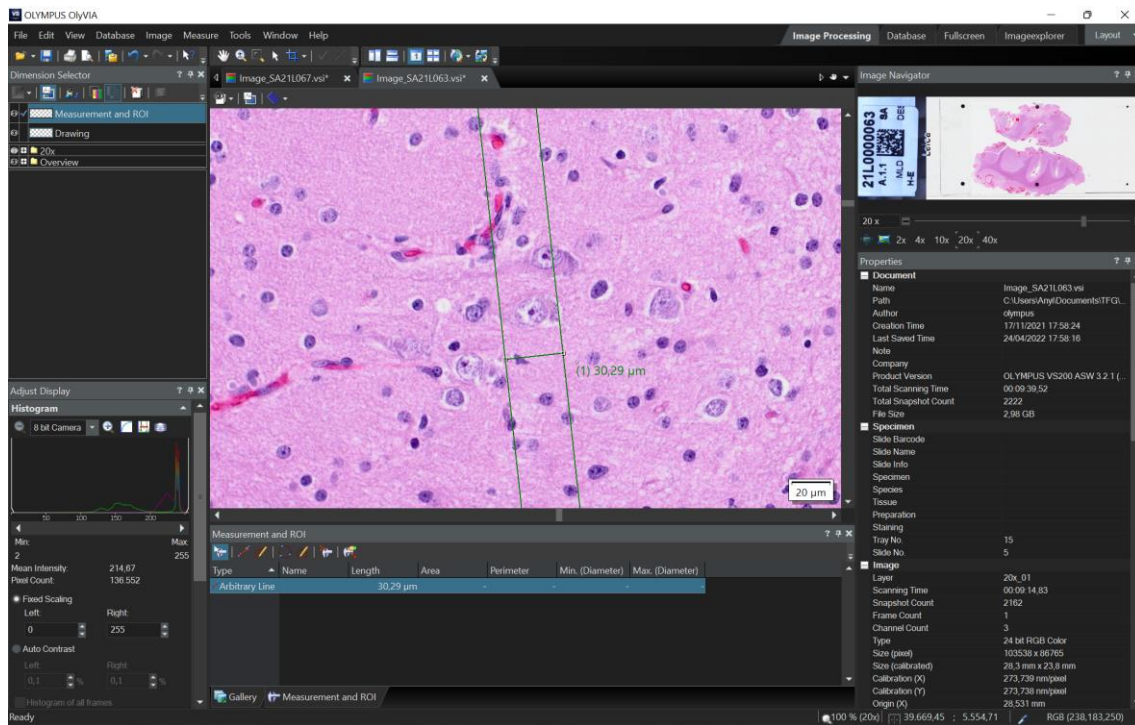 OLYMPUS OlyVIA
File Edit View Database Image Measure Tools Window Help
Image Processing Database Fullscreen Imageexplorer Layout
Dimension Selector
Measurement and ROI
Drawing
20x
Overview
Image_SA21L067.vsi*
Image_SA21L063.vsi*
(1) 30,29 µm
20 µm
Image Navigator
21L0000063
A.1.1 SA
MLD
H-E
Leica
20 x
2x 4x 10x 20x 40x
Adjust Display
Histogram
8 bit Camera
50 100 150 200
Min: Max:
2 255
Mean Intensity: 214,67
Pixel Count: 136.552
Fixed Scaling
Left: Right:
0 255
Auto Contrast
Left: Right:
0,1 % 0,1 %
Histogram of all frames
Measurement and ROI
Type Name Length Area Perimeter Min. (Diameter) Max. (Diameter)
Arbitrary Line 30,29 µm - - - -
Gallery Measurement and ROI
Properties
Document
Name Image_SA21L063.vsi
Path C:\Users\Anyl\Documents\TFG\...
Author olympus
Creation Time 17/11/2021 17:58:24
Last Saved Time 24/04/2022 17:58:16
Note
Company
Product Version OLYMPUS VS200 ASW 3.2.1 (...
Total Scanning Time 00:09:39,52
Total Snapshot Count 2222
File Size 2,98 GB
Specimen
Slide Barcode
Slide Name
Slide Info
Specimen
Species
Tissue
Preparation
Staining
Tray No. 15
Slide No. 5
Image
Layer 20x_01
Scanning Time 00:09:14,83
Snapshot Count 2162
Frame Count 1
Channel Count 3
Type 24 bit RGB Color
Size (pixel) 103538 x 86765
Size (calibrated) 28,3 mm x 23,8 mm
Calibration (X) 273,739 nm/pixel
Calibration (Y) 273,738 nm/pixel
Origin (X) 28,531 mm
Ready 100 % (20x) 39.669,45 ; 5.554,71 RGB (238,183,250)